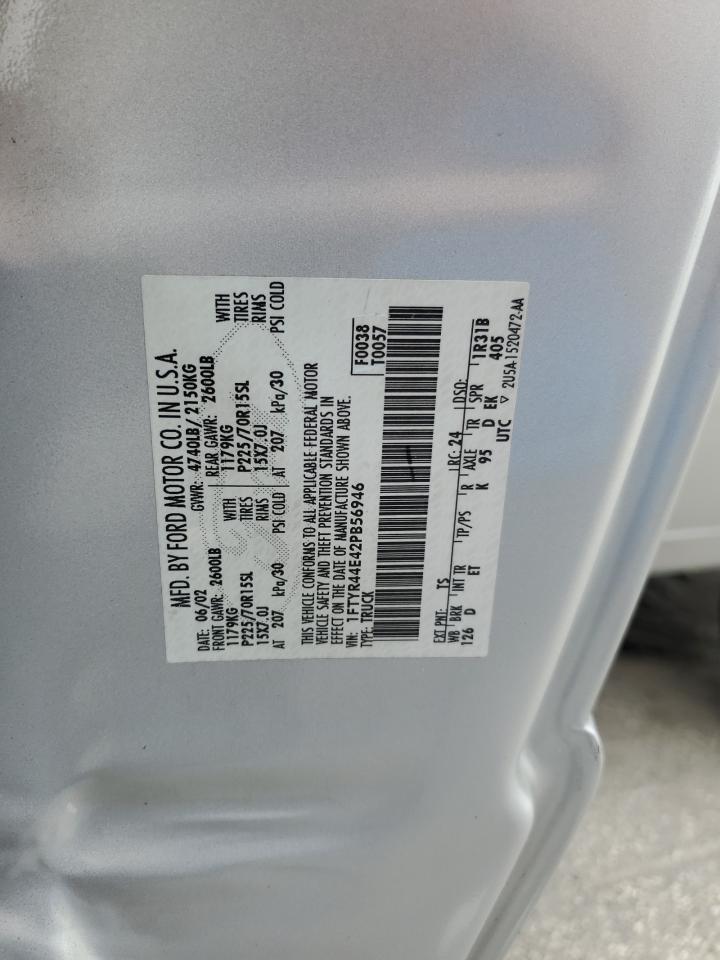 MFD. BY FORD MOTOR CO. IN U.S.A.
DATE: 06/02 GVWR: 4740LB/ 2150KG
FRONT GAWR: 2600LB REAR GAWR: 2600LB
1179KG WITH 1179KG WITH
P225/70R15SL TIRES P225/70R15SL TIRES
15X7.0J RIMS 15X7.0J RIMS
AT 207 kPa/30 PSI COLD AT 207 kPa/30 PSI COLD
THIS VEHICLE CONFORMS TO ALL APPLICABLE FEDERAL MOTOR
VEHICLE SAFETY AND THEFT PREVENTION STANDARDS IN
EFFECT ON THE DATE OF MANUFACTURE SHOWN ABOVE.
VIN: 1FTYR44E42PB56946
TYPE: TRUCK
F0038
T0057
EXT PNT: TS RC: 24 DSO:
WB BRK INT TR TP/PS R AXLE TR SPR 1R31B
126 D ET K 95 D EK 405
UTC ▽ 2U5A-1520472-AA